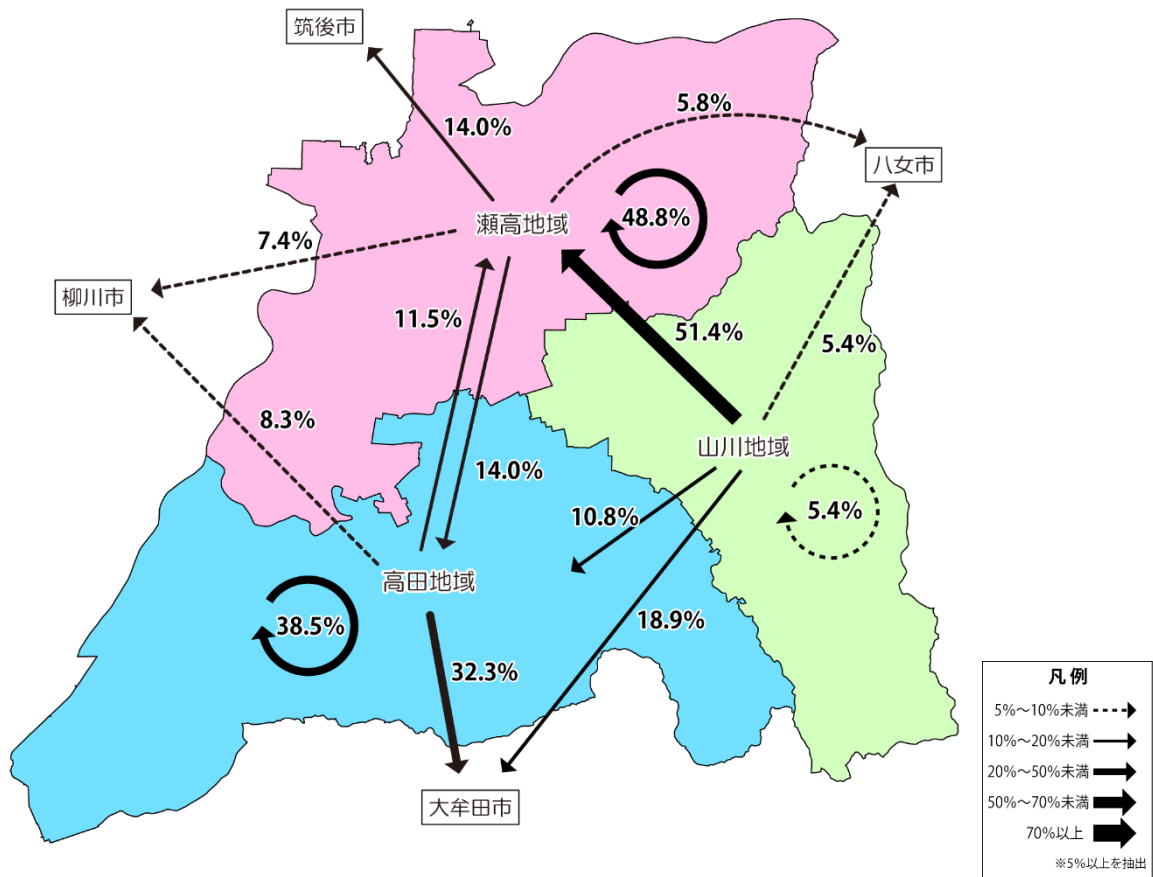 筑後市
14.0%
5.8%
八女市
瀬高地域
48.8%
7.4%
柳川市
11.5%
51.4%
5.4%
8.3%
山川地域
14.0%
10.8%
5.4%
高田地域
38.5%
18.9%
32.3%
大牟田市
凡例
5%～10%未満
10%～20%未満
20%～50%未満
50%～70%未満
70%以上
※5%以上を抽出